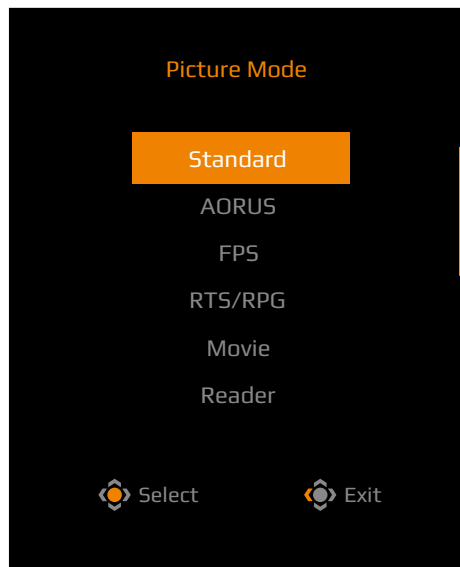 Picture Mode
Standard
AORUS
FPS
RTS/RPG
Movie
Reader
Select Exit